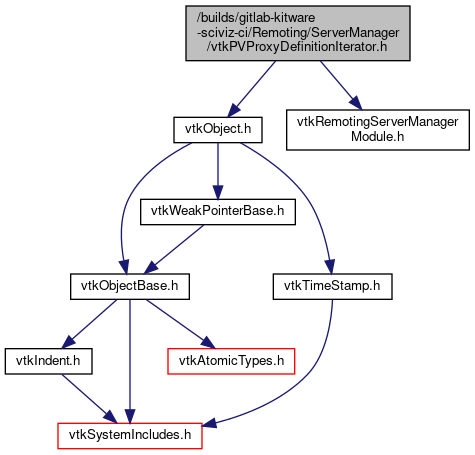 /builds/gitlab-kitware
-sciviz-ci/Remoting/ServerManager
/vtkPVProxyDefinitionIterator.h
vtkObject.h
vtkRemotingServerManager
Module.h
vtkWeakPointerBase.h
vtkObjectBase.h
vtkTimeStamp.h
vtkIndent.h
vtkAtomicTypes.h
vtkSystemIncludes.h